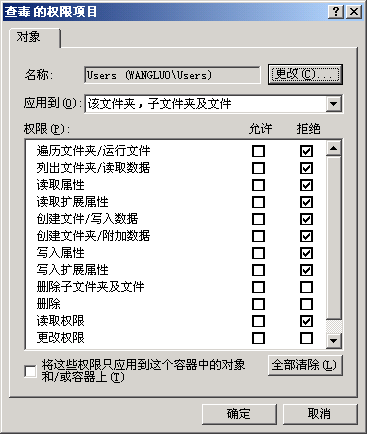 查毒 的权限项目
对象
名称: Users (WANGLUO\Users) 更改(C)...
应用到(O): 该文件夹，子文件夹及文件
权限(P): 允许 拒绝
遍历文件夹/运行文件
列出文件夹/读取数据
读取属性
读取扩展属性
创建文件/写入数据
创建文件夹/附加数据
写入属性
写入扩展属性
删除子文件夹及文件
删除
读取权限
更改权限
将这些权限只应用到这个容器中的对象 全部清除(L)
和/或容器上(T)
确定 取消